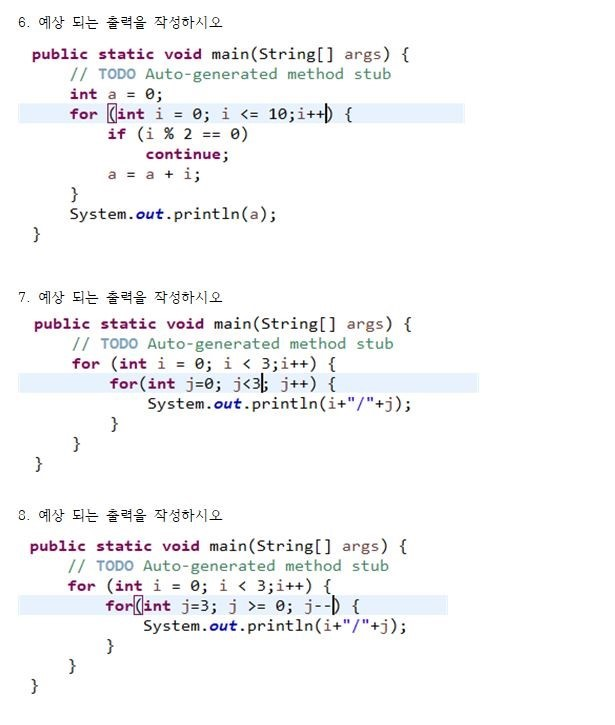 6. 예상 되는 출력을 작성하시오
public static void main(String[] args) {
// TODO Auto-generated method stub
int a = 0;
for (int i = 0; i <= 10;i++) {
if (i % 2 == 0)
continue;
a = a + i;
}
System.out.println(a);
}
7. 예상 되는 출력을 작성하시오
public static void main(String[] args) {
// TODO Auto-generated method stub
for (int i = 0; i < 3;i++) {
for(int j=0; j<3; j++) {
System.out.println(i+"/"+j);
}
}
}
8. 예상 되는 출력을 작성하시오
public static void main(String[] args) {
// TODO Auto-generated method stub
for (int i = 0; i < 3;i++) {
for(int j=3; j >= 0; j--) {
System.out.println(i+"/"+j);
}
}
}